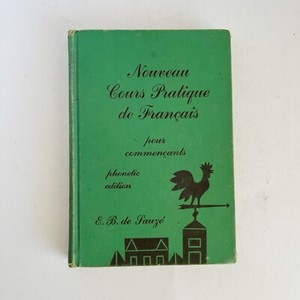 Nouveau
Cours Pratique
de Français
pour
commençants
phonetic
edition
E. B. de Sauzé